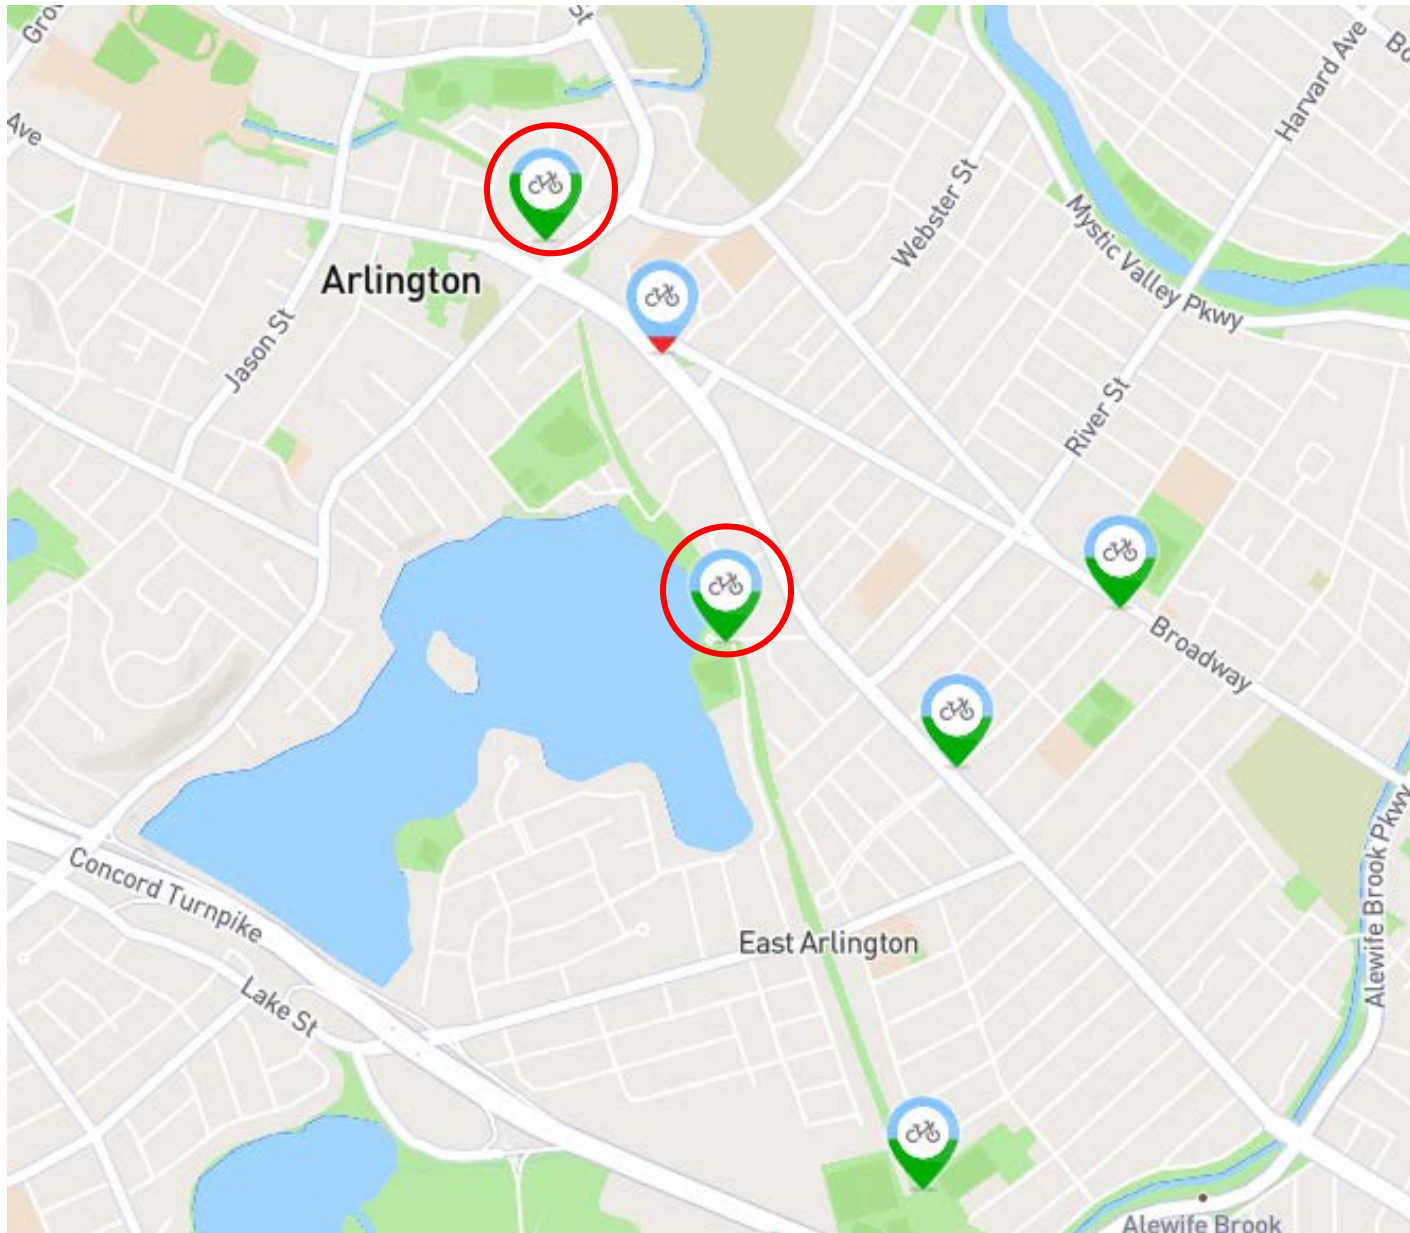 St
Ave
Harvard Ave
Webster St
Mystic Valley Pkwy
Arlington
Jason St
River St
Broadway
Concord Turnpike
East Arlington
Lake St
Alewife Brook Pkwy
Alewife Brook